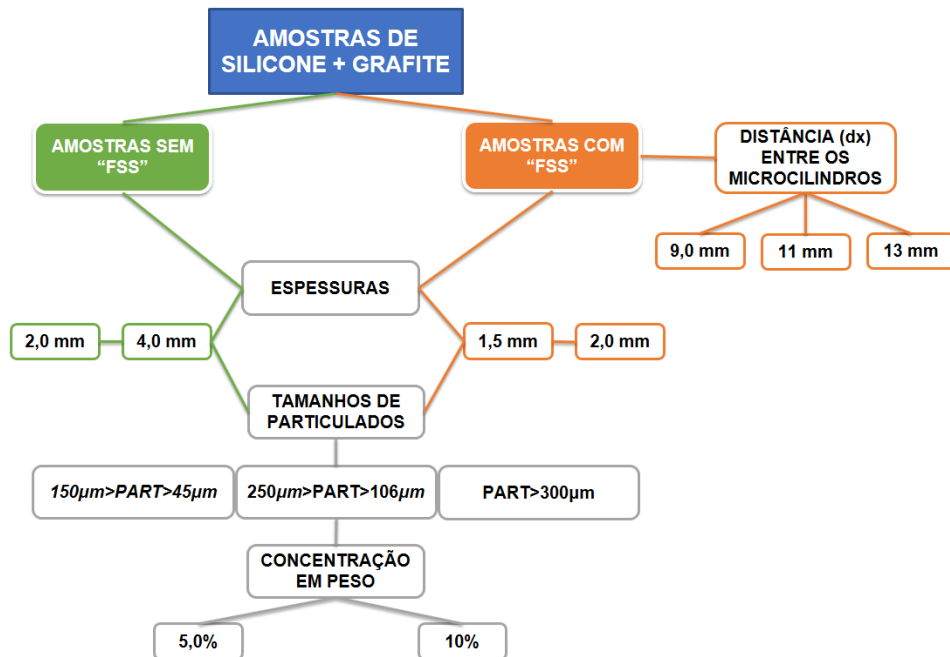 AMOSTRAS DE
SILICONE + GRAFITE
AMOSTRAS SEM
“FSS”
AMOSTRAS COM
“FSS”
DISTÂNCIA (dx)
ENTRE OS
MICROCILINDROS
9,0 mm
11 mm
13 mm
ESPESSURAS
2,0 mm
4,0 mm
1,5 mm
2,0 mm
TAMANHOS DE
PARTICULADOS
150µm>PART>45µm
250µm>PART>106µm
PART>300µm
CONCENTRAÇÃO
EM PESO
5,0%
10%